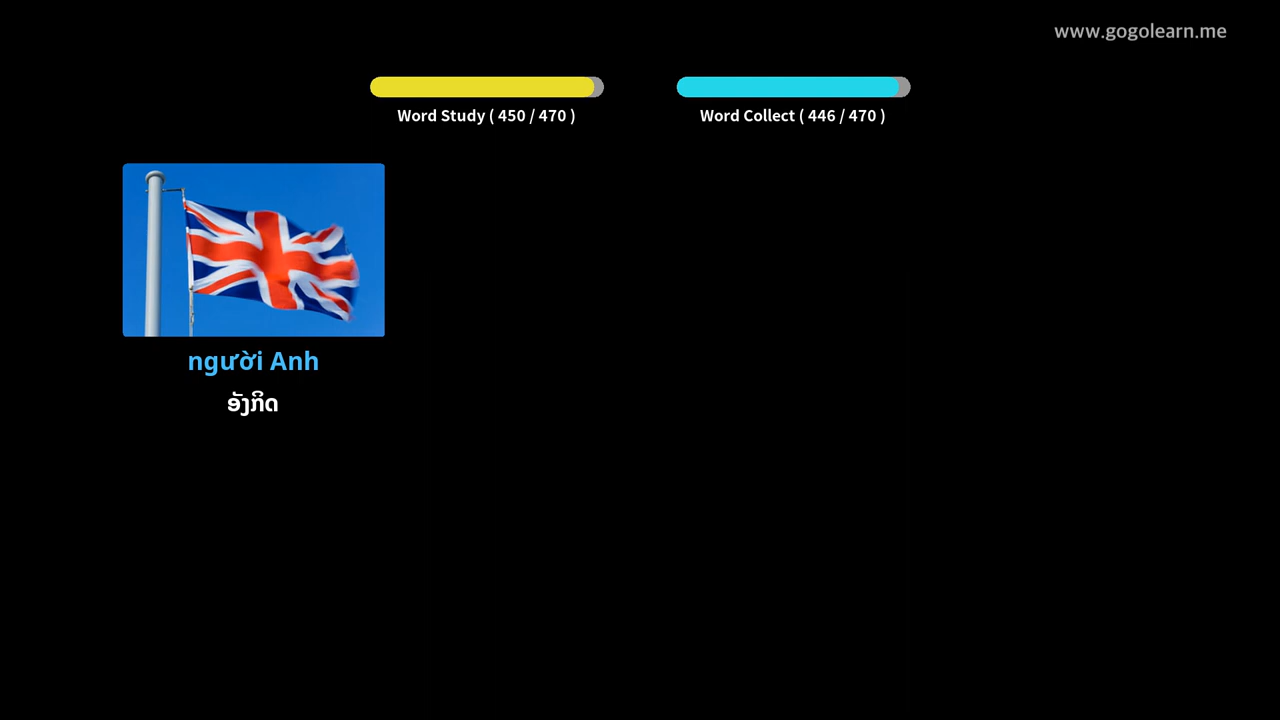 www.gogolearn.me
Word Study ( 450 / 470 )
Word Collect ( 446 / 470 )
người Anh
ອັງກິດ